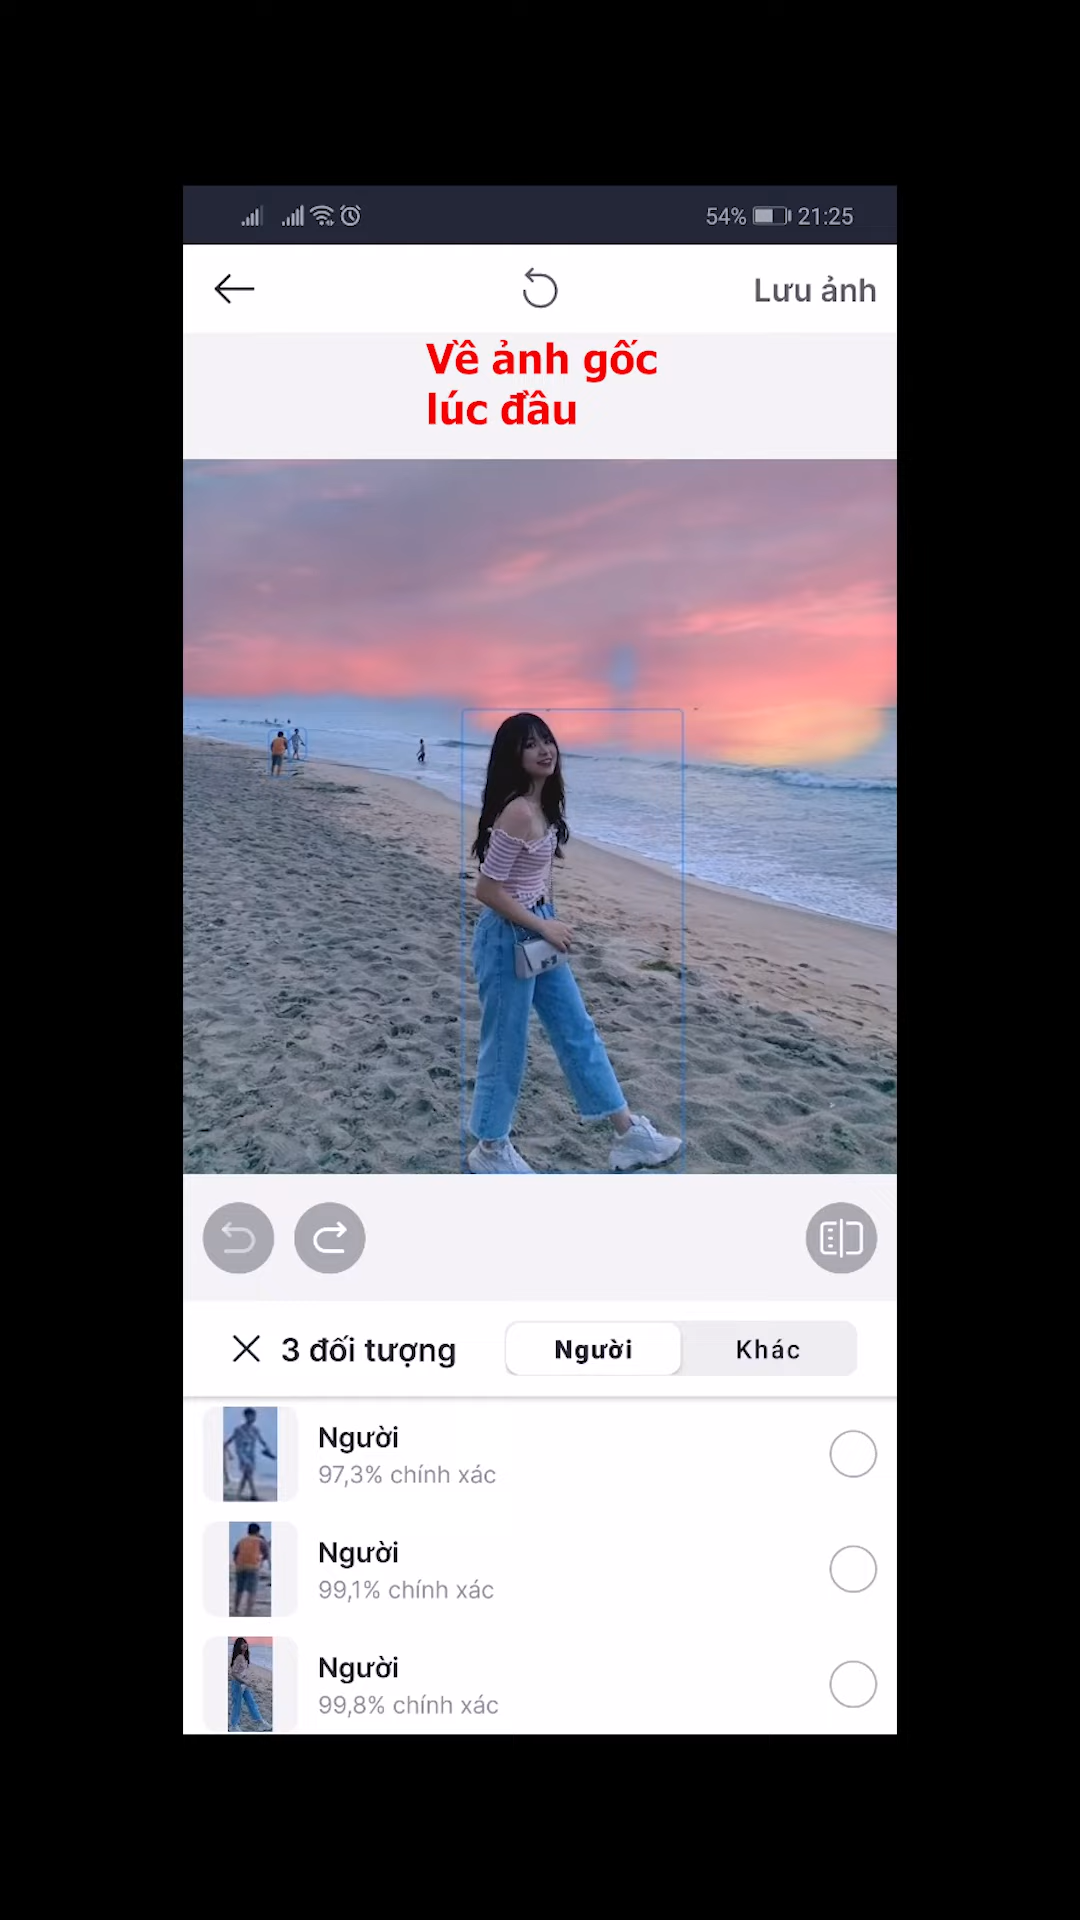 54% 21:25
Lưu ảnh
Về ảnh gốc
lúc đầu
3 đối tượng
Người
Khác
Người
97,3% chính xác
Người
99,1% chính xác
Người
99,8% chính xác